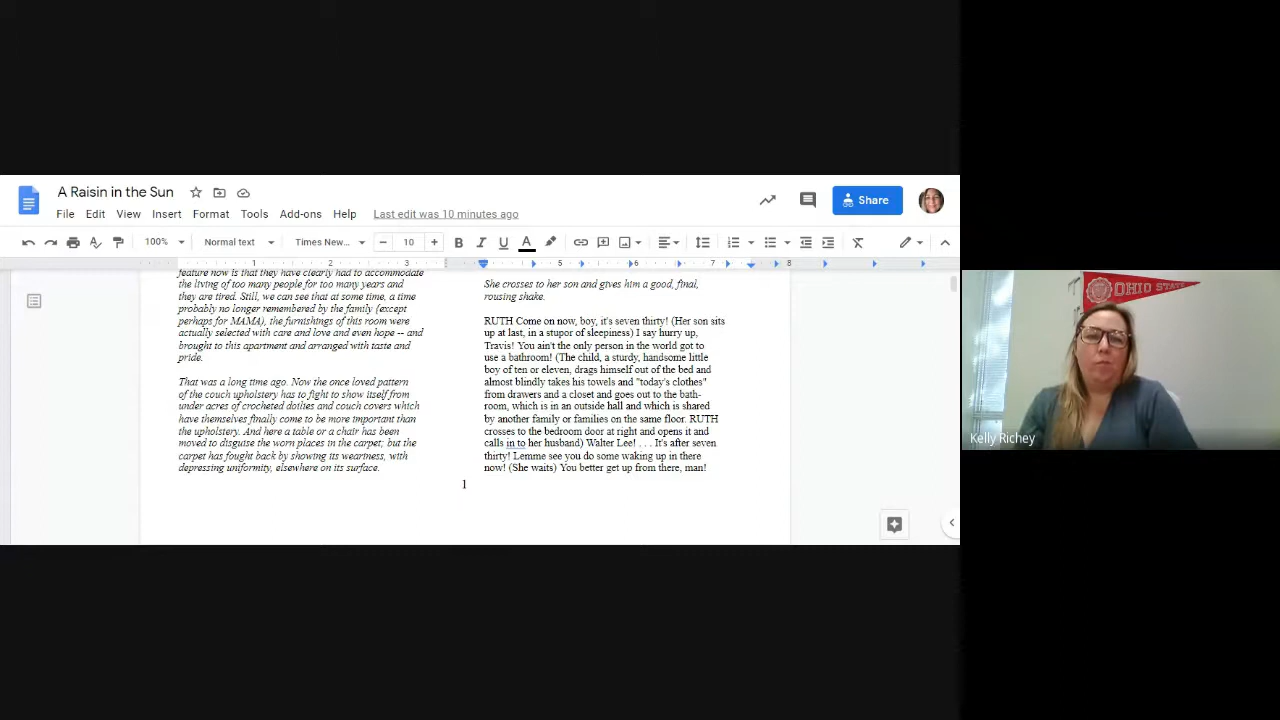 A Raisin in the Sun
File Edit View Insert Format Tools Add-ons Help Last edit was 10 minutes ago
Share
100% Normal text Times New... 10 B I U A
1 2 3 5 6 7 8
feature now is that they have clearly had to accommodate
the living of too many people for too many years and
they are tired. Still, we can see that at some time, a time
probably no longer remembered by the family (except
perhaps for MAMA), the furnishings of this room were
actually selected with care and love and even hope -- and
brought to this apartment and arranged with taste and
pride.
That was a long time ago. Now the once loved pattern
of the couch upholstery has to fight to show itself from
under acres of crocheted doilies and couch covers which
have themselves finally come to be more important than
the upholstery. And here a table or a chair has been
moved to disguise the worn places in the carpet; but the
carpet has fought back by showing its weariness, with
depressing uniformity, elsewhere on its surface.
She crosses to her son and gives him a good, final,
rousing shake.
RUTH Come on now, boy, it's seven thirty! (Her son sits
up at last, in a stupor of sleepiness) I say hurry up,
Travis! You ain't the only person in the world got to
use a bathroom! (The child, a sturdy, handsome little
boy of ten or eleven, drags himself out of the bed and
almost blindly takes his towels and "today's clothes"
from drawers and a closet and goes out to the bath-
room, which is in an outside hall and which is shared
by another family or families on the same floor. RUTH
crosses to the bedroom door at right and opens it and
calls in to her husband) Walter Lee! . . . It's after seven
thirty! Lemme see you do some waking up in there
now! (She waits) You better get up from there, man!
1
OHIO STATE
Kelly Richey